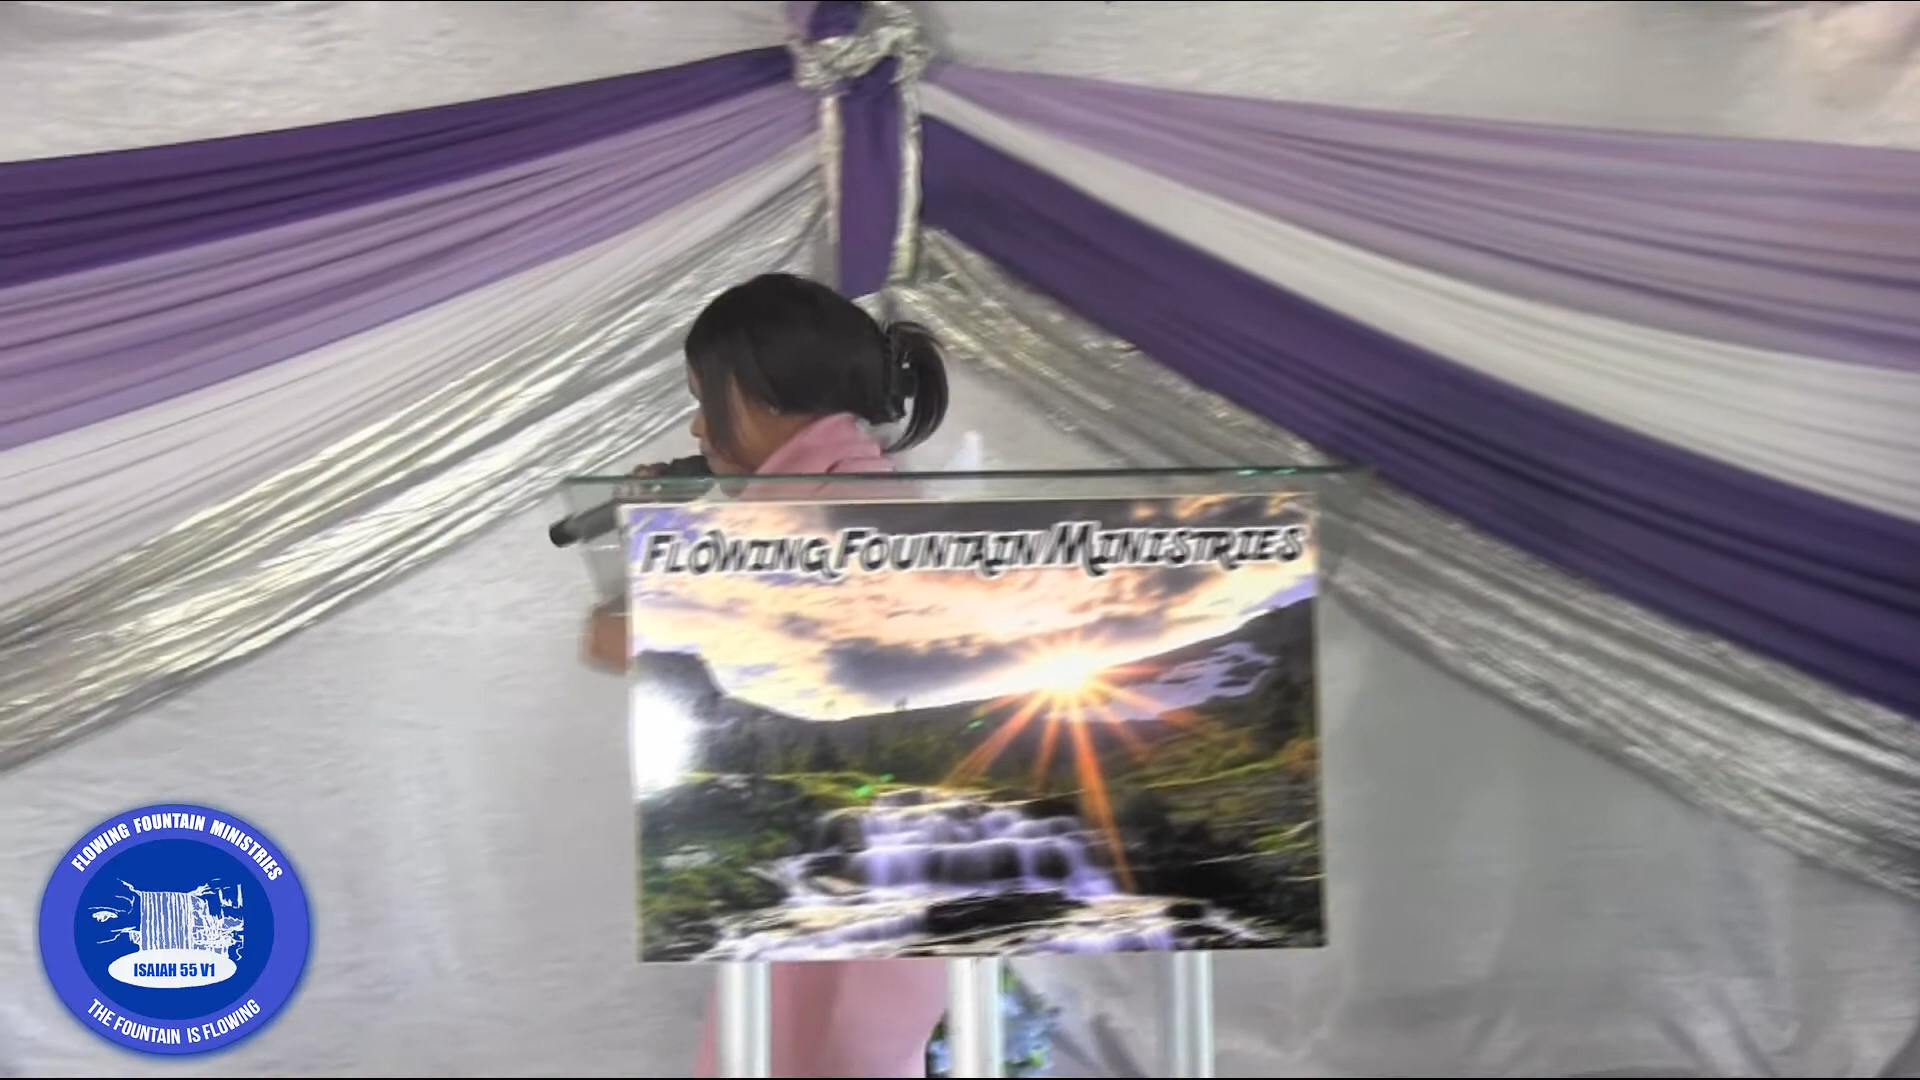 FLOWING FOUNTAIN MINISTRIES
FLOWING FOUNTAIN MINISTRIES
ISAIAH 55 V1
THE FOUNTAIN IS FLOWING